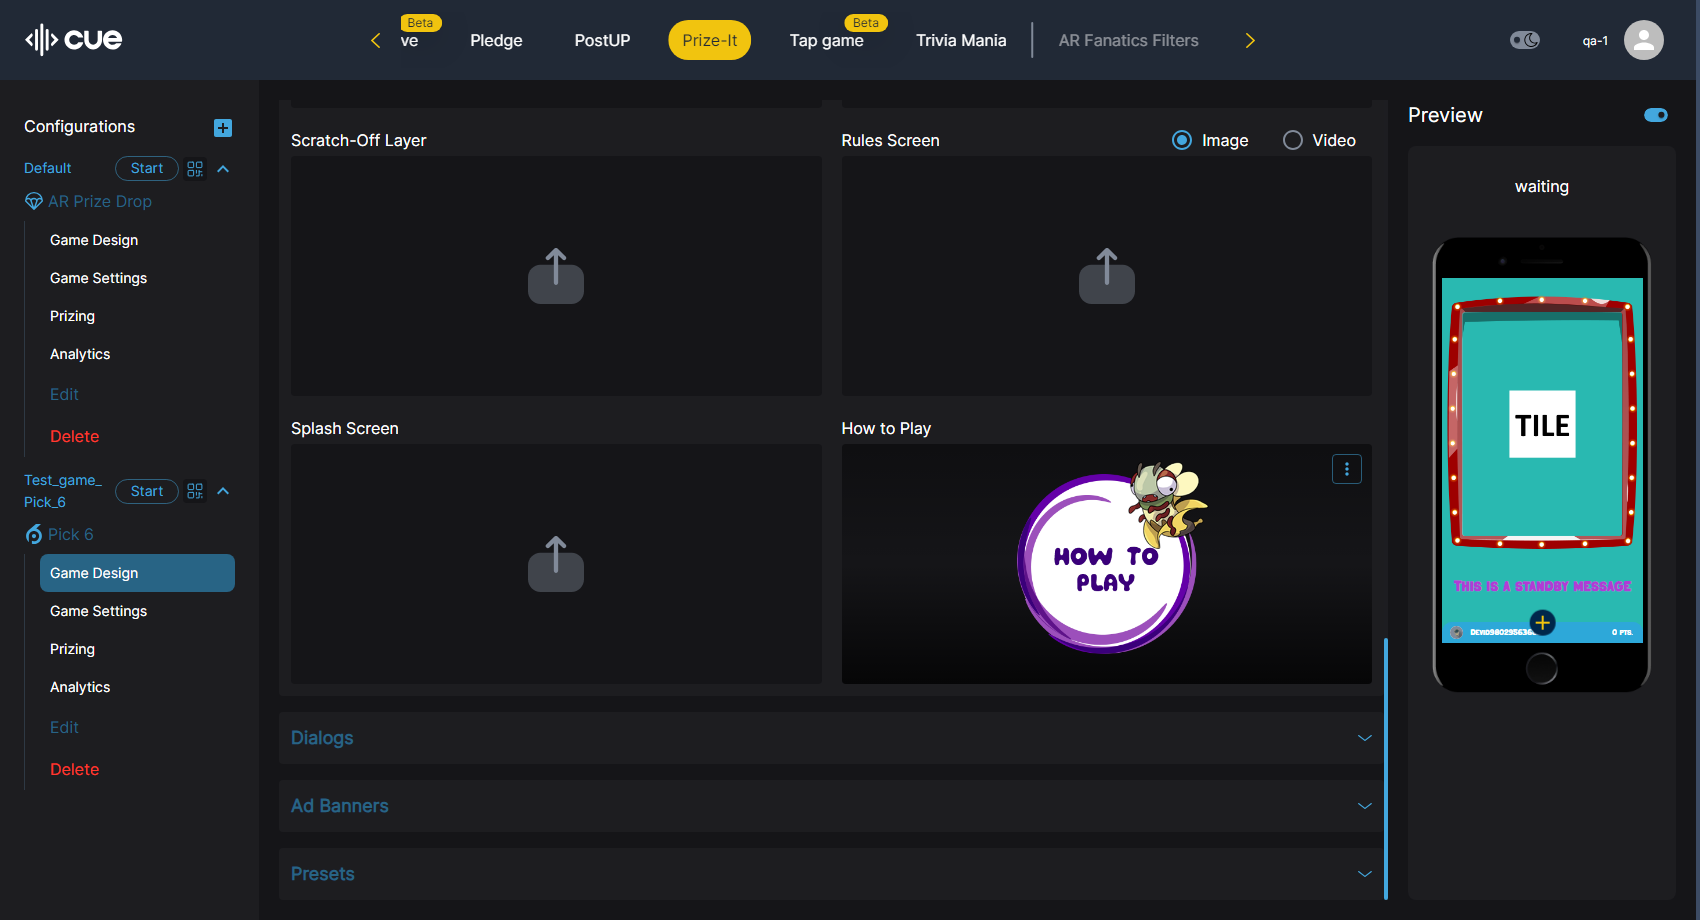 cue
Beta
ve
Pledge
PostUP
Prize-It
Beta
Tap game
Trivia Mania
AR Fanatics Filters
qa-1
Configurations
Default
Start
AR Prize Drop
Game Design
Game Settings
Prizing
Analytics
Edit
Delete
Test_game_
Pick_6
Start
Pick 6
Game Design
Game Settings
Prizing
Analytics
Edit
Delete
Scratch-Off Layer
Rules Screen
Image
Video
Splash Screen
How to Play
HOW TO
PLAY
Dialogs
Ad Banners
Presets
Preview
waiting
TILE
THIS IS A STANDBY MESSAGE
0 PTS.